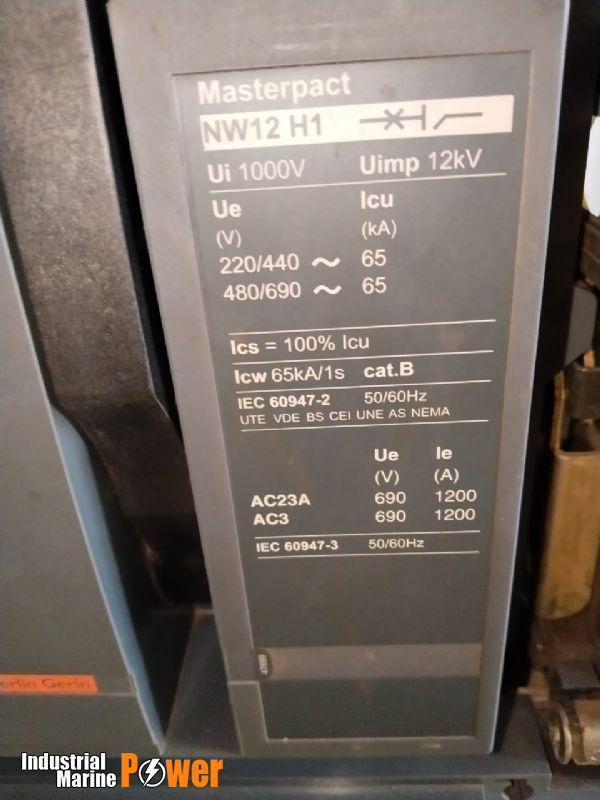 Masterpact
NW12 H1
Ui 1000V Uimp 12kV
Ue Icu
(V) (kA)
220/440 ~ 65
480/690 ~ 65
Ics = 100% Icu
Icw 65kA/1s cat.B
IEC 60947-2 50/60Hz
UTE VDE BS CEI UNE AS NEMA
Ue Ie
(V) (A)
AC23A 690 1200
AC3 690 1200
IEC 60947-3 50/60Hz
erlin Gerin
Industrial
Marine Power